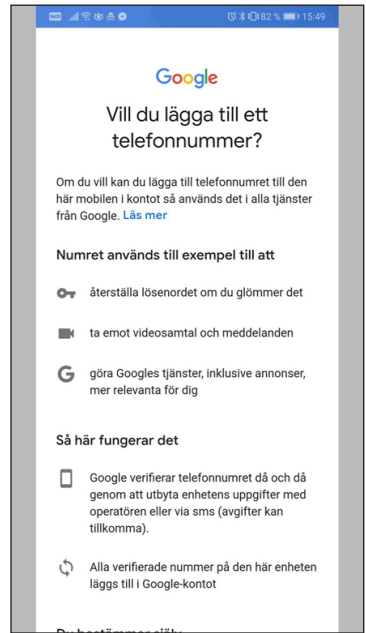 82 % 15:49
Google
Vill du lägga till ett
telefonnummer?
Om du vill kan du lägga till telefonnumret till den
här mobilen i kontot så används det i alla tjänster
från Google. Läs mer
Numret används till exempel till att
återställa lösenordet om du glömmer det
ta emot videosamtal och meddelanden
G göra Googles tjänster, inklusive annonser,
mer relevanta för dig
Så här fungerar det
Google verifierar telefonnumret då och då
genom att utbyta enhetens uppgifter med
operatören eller via sms (avgifter kan
tillkomma).
Alla verifierade nummer på den här enheten
läggs till i Google-kontot